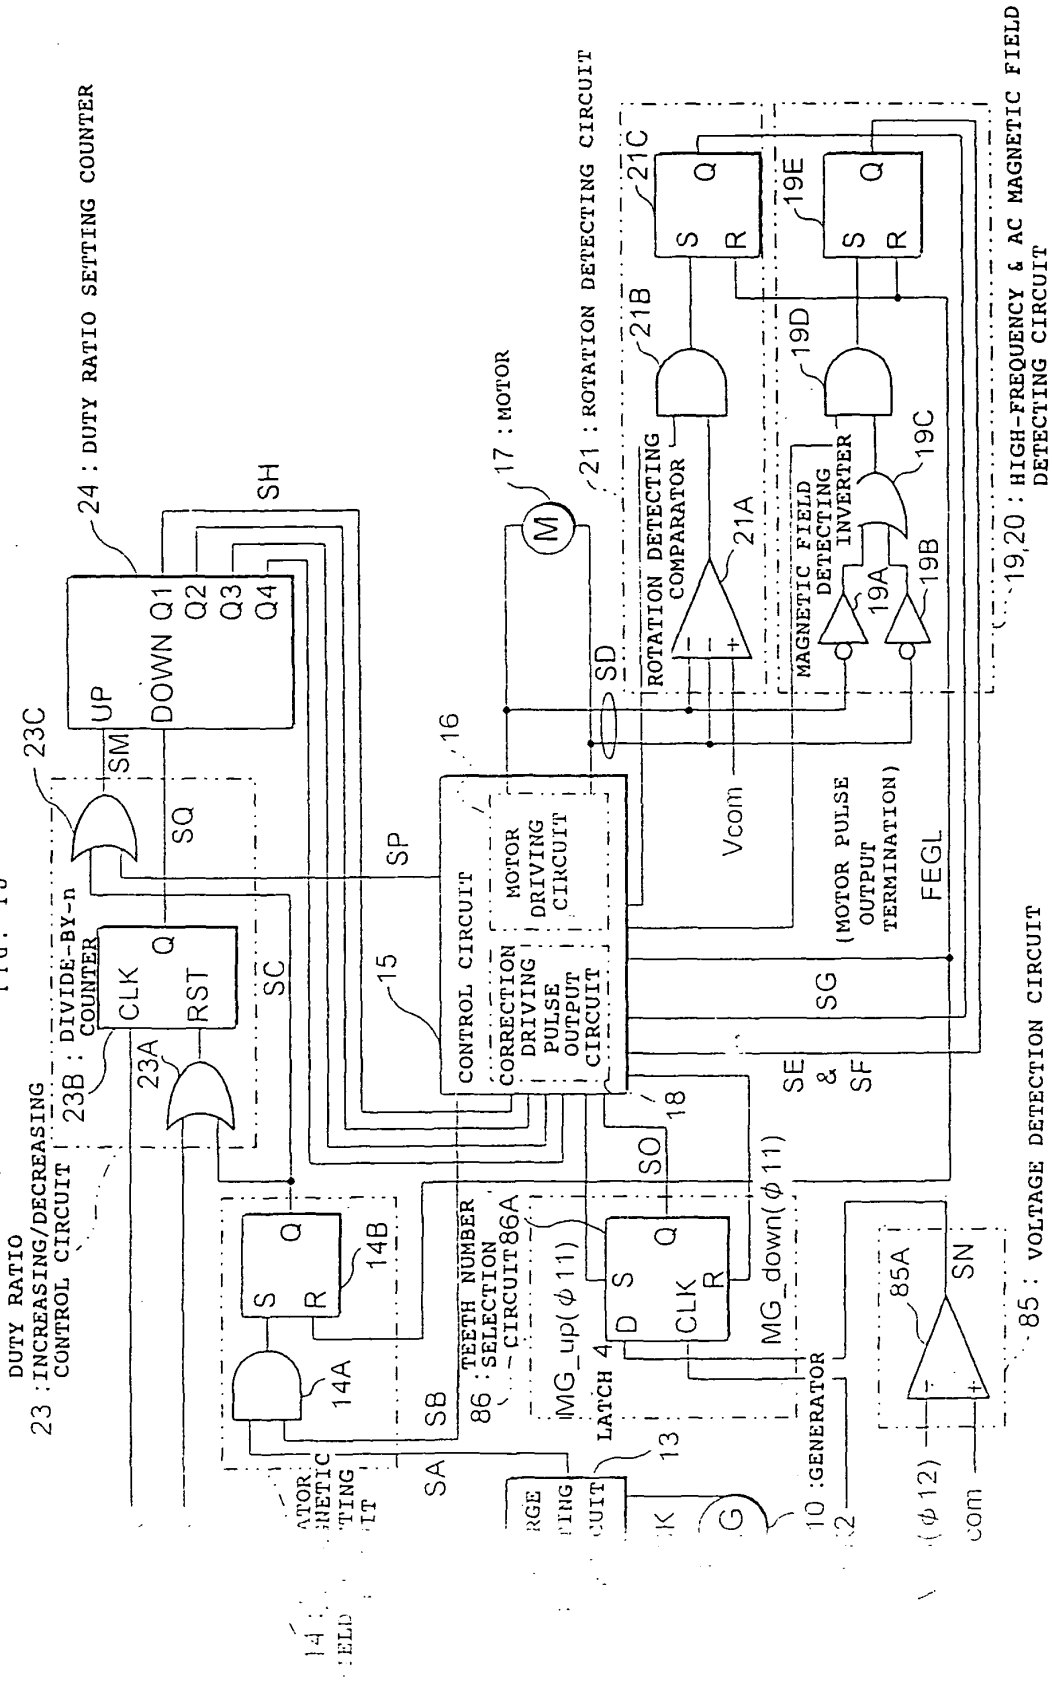 DUTY RATIO
23 : INCREASING/DECREASING
CONTROL CIRCUIT
23B : DIVIDE-BY-n
COUNTER
23A
CLK
RST
Q
23C
SM
SQ
SC
24 : DUTY RATIO SETTING COUNTER
UP
DOWN
Q1
Q2
Q3
Q4
SH
SP
14A
14B
S
R
Q
SA
SB
15
16
CONTROL CIRCUIT
CORRECTION
DRIVING
PULSE
OUTPUT
CIRCUIT
MOTOR
DRIVING
CIRCUIT
18
17 : MOTOR
M
SD
21 : ROTATION DETECTING CIRCUIT
ROTATION DETECTING
COMPARATOR
21A
21B
21C
S
R
Q
Vcom
MAGNETIC FIELD
DETECTING
INVERTER
19A
19B
19C
19D
19E
S
R
Q
19,20 : HIGH-FREQUENCY & AC MAGNETIC FIELD
DETECTING CIRCUIT
(MOTOR PULSE
OUTPUT
TERMINATION)
FEGL
SG
SE
&
SF
TEETH NUMBER
86 : SELECTION
CIRCUIT 86A
MG_up(φ11)
LATCH 4
D
S
CLK
R
Q
SO
MG_down(φ11)
13
10 : GENERATOR
G
85A
SN
85 : VOLTAGE DETECTION CIRCUIT
(φ12)
com
14 :